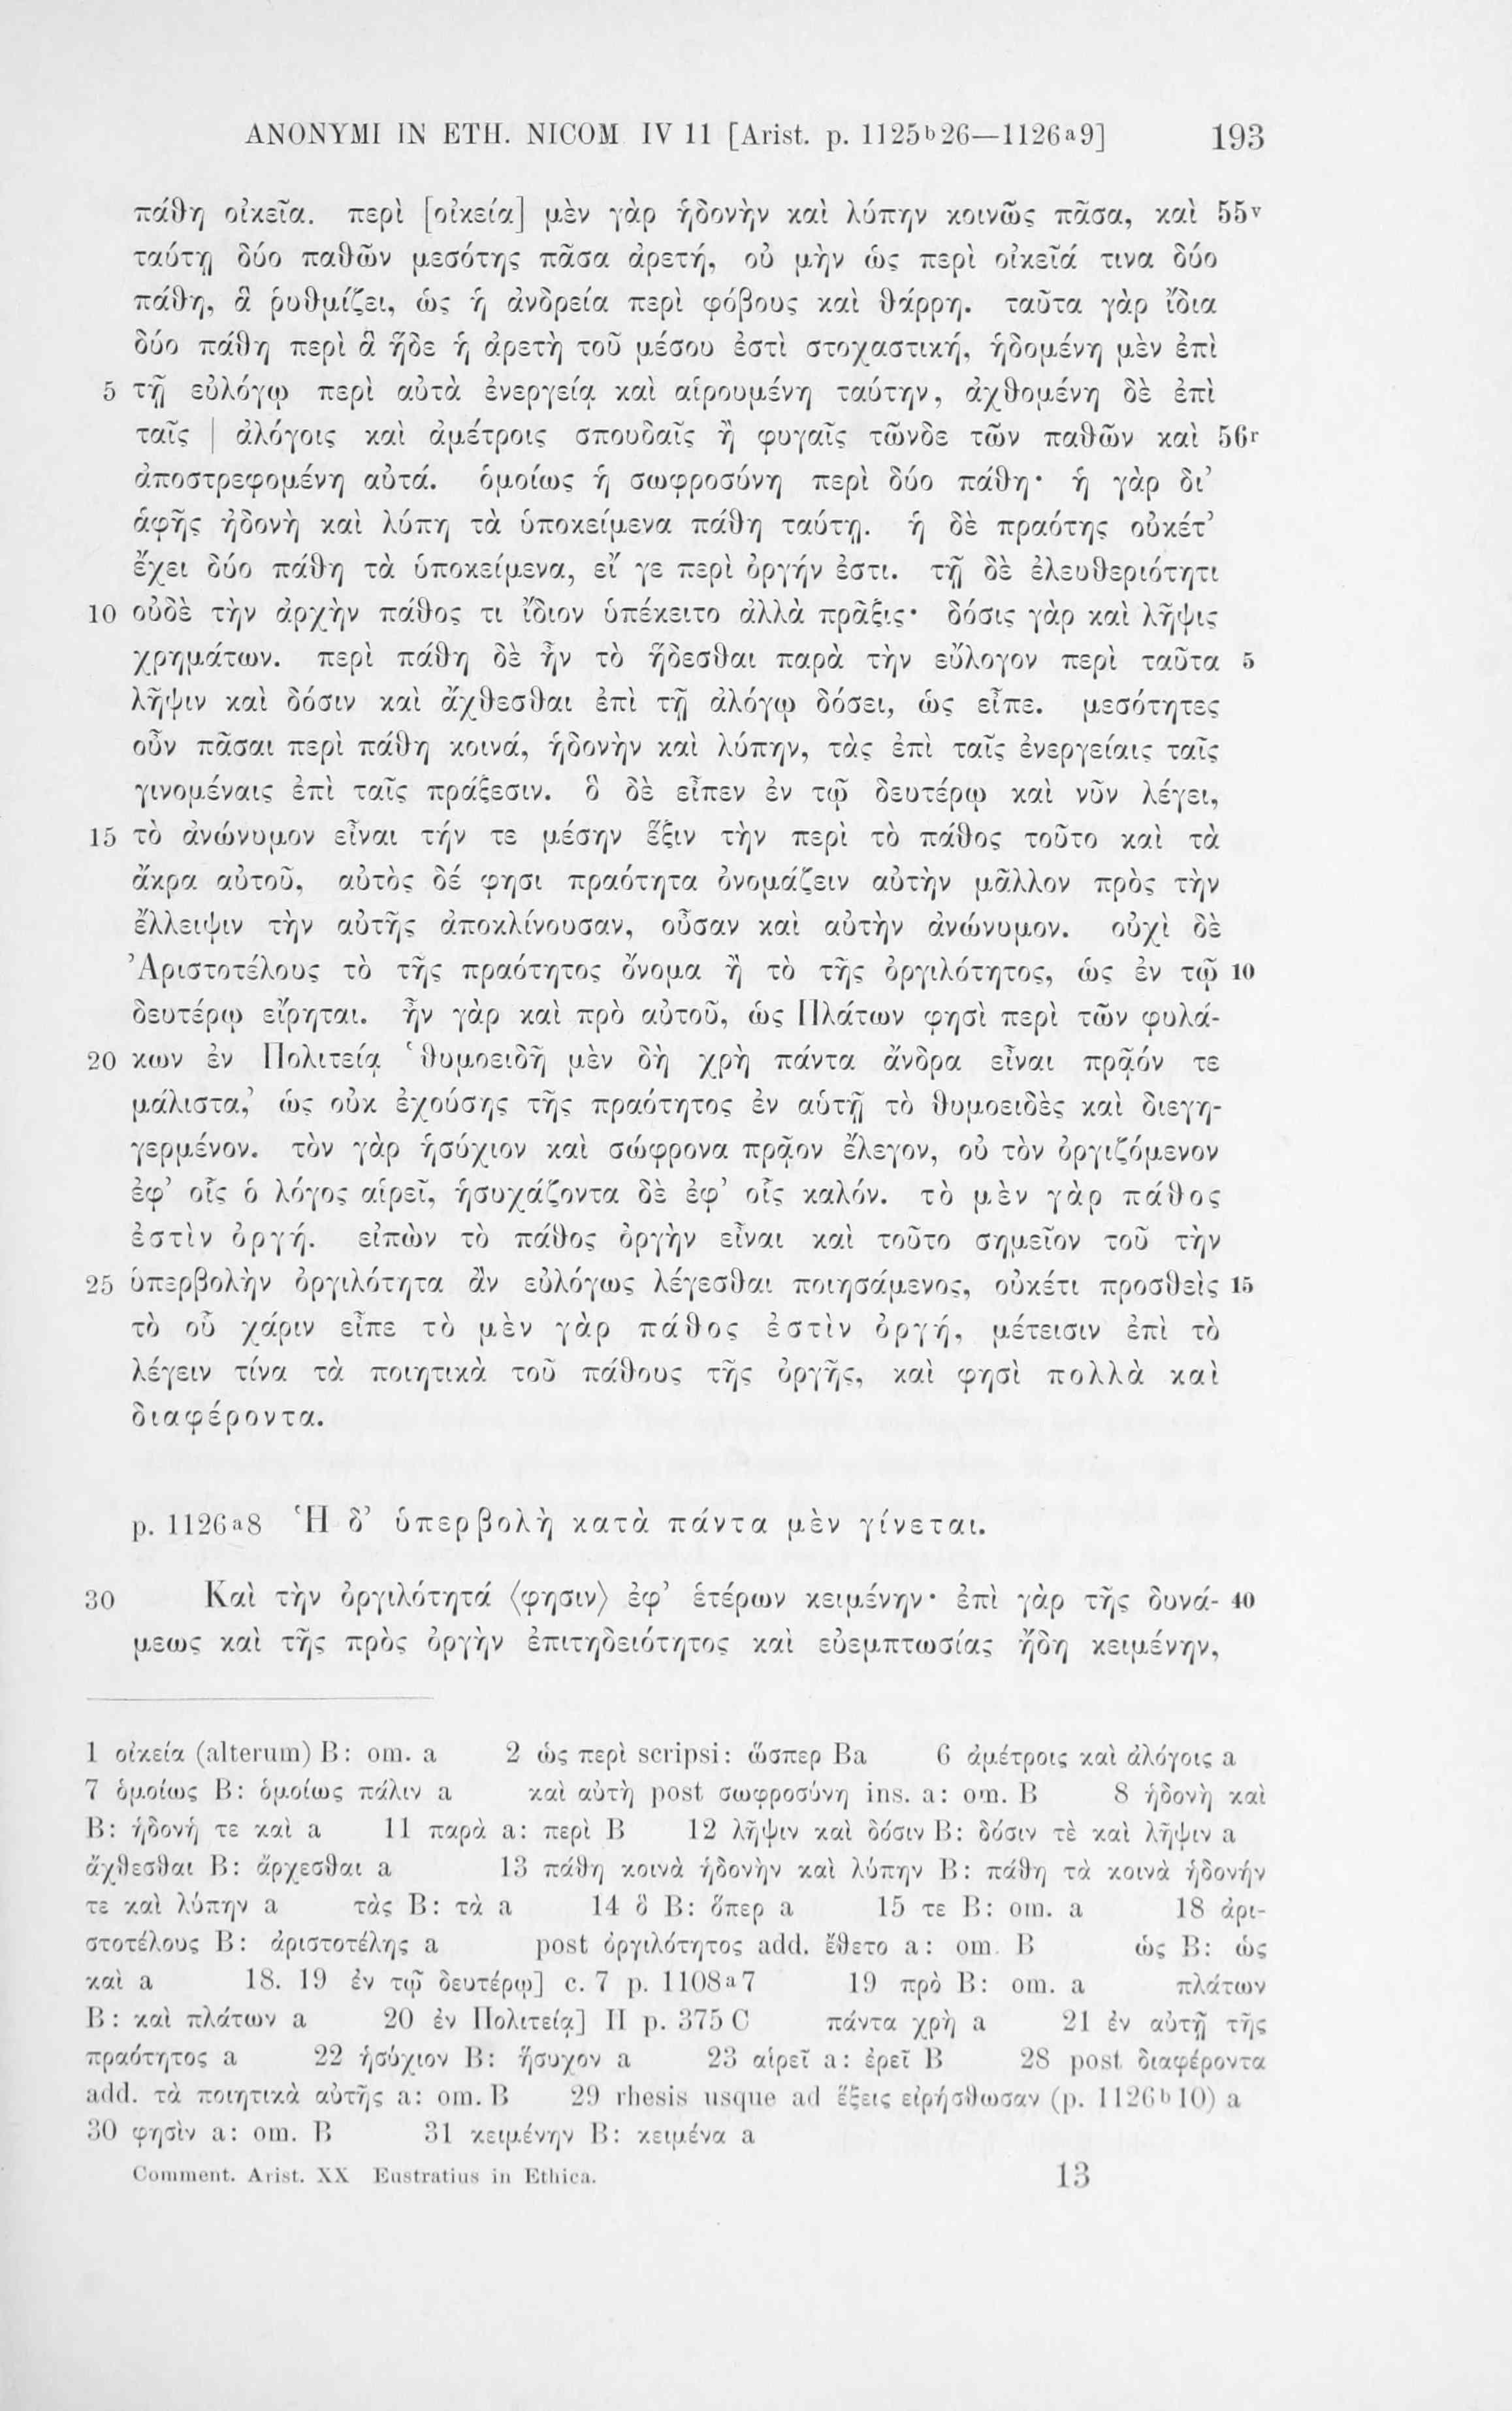 ANONYMI IN ETH. NICOM IV 11 [Arist. p. 1125ᵇ26—1126ᵃ9] 193
πάθη οἰκεῖα. περὶ [οἰκεία] μὲν γὰρ ἡδονὴν καὶ λύπην κοινῶς πᾶσα, καὶ 55ᵛ
ταύτῃ δύο παθῶν μεσότης πᾶσα ἀρετή, οὐ μὴν ὡς περὶ οἰκεῖά τινα δύο
πάθη, ἃ ῥυθμίζει, ὡς ἡ ἀνδρεία περὶ φόβους καὶ θάρρη. ταῦτα γὰρ ἴδια
δύο πάθη περὶ ἃ ἥδε ἡ ἀρετὴ τοῦ μέσου ἐστὶ στοχαστική, ἡδομένη μὲν ἐπὶ
5 τῇ εὐλόγῳ περὶ αὐτὰ ἐνεργείᾳ καὶ αἱρουμένη ταύτην, ἀχθομένη δὲ ἐπὶ
ταῖς | ἀλόγοις καὶ ἀμέτροις σπουδαῖς ἢ φυγαῖς τῶνδε τῶν παθῶν καὶ 56ʳ
ἀποστρεφομένη αὐτά. ὁμοίως ἡ σωφροσύνη περὶ δύο πάθη· ἡ γὰρ δι’
ἁφῆς ἡδονὴ καὶ λύπη τὰ ὑποκείμενα πάθη ταύτῃ. ἡ δὲ πραότης οὐκέτ’
ἔχει δύο πάθη τὰ ὑποκείμενα, εἴ γε περὶ ὀργήν ἐστι. τῇ δὲ ἐλευθεριότητι
10 οὐδὲ τὴν ἀρχὴν πάθος τι ἴδιον ὑπέκειτο ἀλλὰ πρᾶξις· δόσις γὰρ καὶ λῆψις
χρημάτων. περὶ πάθη δὲ ἦν τὸ ἥδεσθαι παρὰ τὴν εὔλογον περὶ ταῦτα 5
λῆψιν καὶ δόσιν καὶ ἄχθεσθαι ἐπὶ τῇ ἀλόγῳ δόσει, ὡς εἶπε. μεσότητες
οὖν πᾶσαι περὶ πάθη κοινά, ἡδονὴν καὶ λύπην, τὰς ἐπὶ ταῖς ἐνεργείαις ταῖς
γινομέναις ἐπὶ ταῖς πράξεσιν. ὃ δὲ εἶπεν ἐν τῷ δευτέρῳ καὶ νῦν λέγει,
15 τὸ ἀνώνυμον εἶναι τήν τε μέσην ἕξιν τὴν περὶ τὸ πάθος τοῦτο καὶ τὰ
ἄκρα αὐτοῦ, αὐτὸς δέ φησι πραότητα ὀνομάζειν αὐτὴν μᾶλλον πρὸς τὴν
ἔλλειψιν τὴν αὐτῆς ἀποκλίνουσαν, οὖσαν καὶ αὐτὴν ἀνώνυμον. οὐχὶ δὲ
Ἀριστοτέλους τὸ τῆς πραότητος ὄνομα ἢ τὸ τῆς ὀργιλότητος, ὡς ἐν τῷ 10
δευτέρῳ εἴρηται. ἦν γὰρ καὶ πρὸ αὐτοῦ, ὡς Πλάτων φησὶ περὶ τῶν φυλά-
20 κων ἐν Πολιτείᾳ ‘θυμοειδῆ μὲν δὴ χρὴ πάντα ἄνδρα εἶναι πρᾷόν τε
μάλιστα,’ ὡς οὐκ ἐχούσης τῆς πραότητος ἐν αὑτῇ τὸ θυμοειδὲς καὶ διεγη-
γερμένον. τὸν γὰρ ἡσύχιον καὶ σώφρονα πρᾷον ἔλεγον, οὐ τὸν ὀργιζόμενον
ἐφ’ οἷς ὁ λόγος αἱρεῖ, ἡσυχάζοντα δὲ ἐφ’ οἷς καλόν. τὸ μὲν γὰρ πάθος
ἐστὶν ὀργή. εἰπὼν τὸ πάθος ὀργὴν εἶναι καὶ τοῦτο σημεῖον τοῦ τὴν
25 ὑπερβολὴν ὀργιλότητα ἂν εὐλόγως λέγεσθαι ποιησάμενος, οὐκέτι προσθεὶς 15
τὸ οὗ χάριν εἶπε τὸ μὲν γὰρ πάθος ἐστὶν ὀργή, μέτεισιν ἐπὶ τὸ
λέγειν τίνα τὰ ποιητικὰ τοῦ πάθους τῆς ὀργῆς, καὶ φησὶ πολλὰ καὶ
διαφέροντα.
p. 1126ᵃ8 Ἡ δ’ ὑπερβολὴ κατὰ πάντα μὲν γίνεται.
30 Καὶ τὴν ὀργιλότητά ⟨φησιν⟩ ἐφ’ ἑτέρων κειμένην· ἐπὶ γὰρ τῆς δυνά- 40
μεως καὶ τῆς πρὸς ὀργὴν ἐπιτηδειότητος καὶ εὐεμπτωσίας ἤδη κειμένην,
1 οἰκεία (alterum) B: om. a 2 ὡς περὶ scripsi: ὥσπερ Ba 6 ἀμέτροις καὶ ἀλόγοις a
7 ὁμοίως B: ὁμοίως πάλιν a καὶ αὐτὴ post σωφροσύνη ins. a: om. B 8 ἡδονὴ καὶ
B: ἡδονή τε καὶ a 11 παρὰ a: περὶ B 12 λῆψιν καὶ δόσιν B: δόσιν τὲ καὶ λῆψιν a
ἄχθεσθαι B: ἄρχεσθαι a 13 πάθη κοινὰ ἡδονὴν καὶ λύπην B: πάθη τὰ κοινὰ ἡδονήν
τε καὶ λύπην a τὰς B: τὰ a 14 ὃ B: ὅπερ a 15 τε B: om. a 18 ἀρι-
στοτέλους B: ἀριστοτέλης a post ὀργιλότητος add. ἔθετο a: om. B ὡς B: ὡς
καὶ a 18. 19 ἐν τῷ δευτέρῳ] c. 7 p. 1108ᵃ7 19 πρὸ B: om. a πλάτων
B: καὶ πλάτων a 20 ἐν Πολιτείᾳ] II p. 375 C πάντα χρὴ a 21 ἐν αὐτῇ τῆς
πραότητος a 22 ἡσύχιον B: ἥσυχον a 23 αἱρεῖ a: ἐρεῖ B 28 post διαφέροντα
add. τὰ ποιητικὰ αὐτῆς a: om. B 29 rhesis usque ad ἕξεις εἰρήσθωσαν (p. 1126ᵇ10) a
30 φησὶν a: om. B 31 κειμένην B: κειμένα a
Comment. Arist. XX Eustratius in Ethica. 13